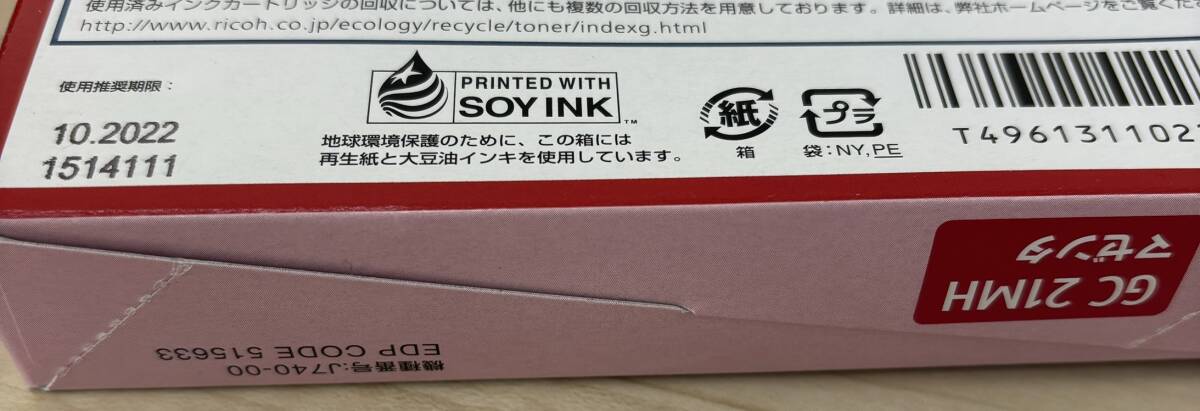 使用済みインクカートリッジの回収については、他にも複数の回収方法を用意しております。詳細は、弊社ホームページをご覧くださ
http://www.ricoh.co.jp/ecology/recycle/toner/indexg.html
使用推奨期限:
10.2022
1514111
PRINTED WITH
SOY INK™
地球環境保護のために、この箱には
再生紙と大豆油インキを使用しています。
紙
箱
プラ
袋:NY,PE
T4961311022
GC 21MH
マゼンタ
機種番号:J740-00
EDP CODE 515633